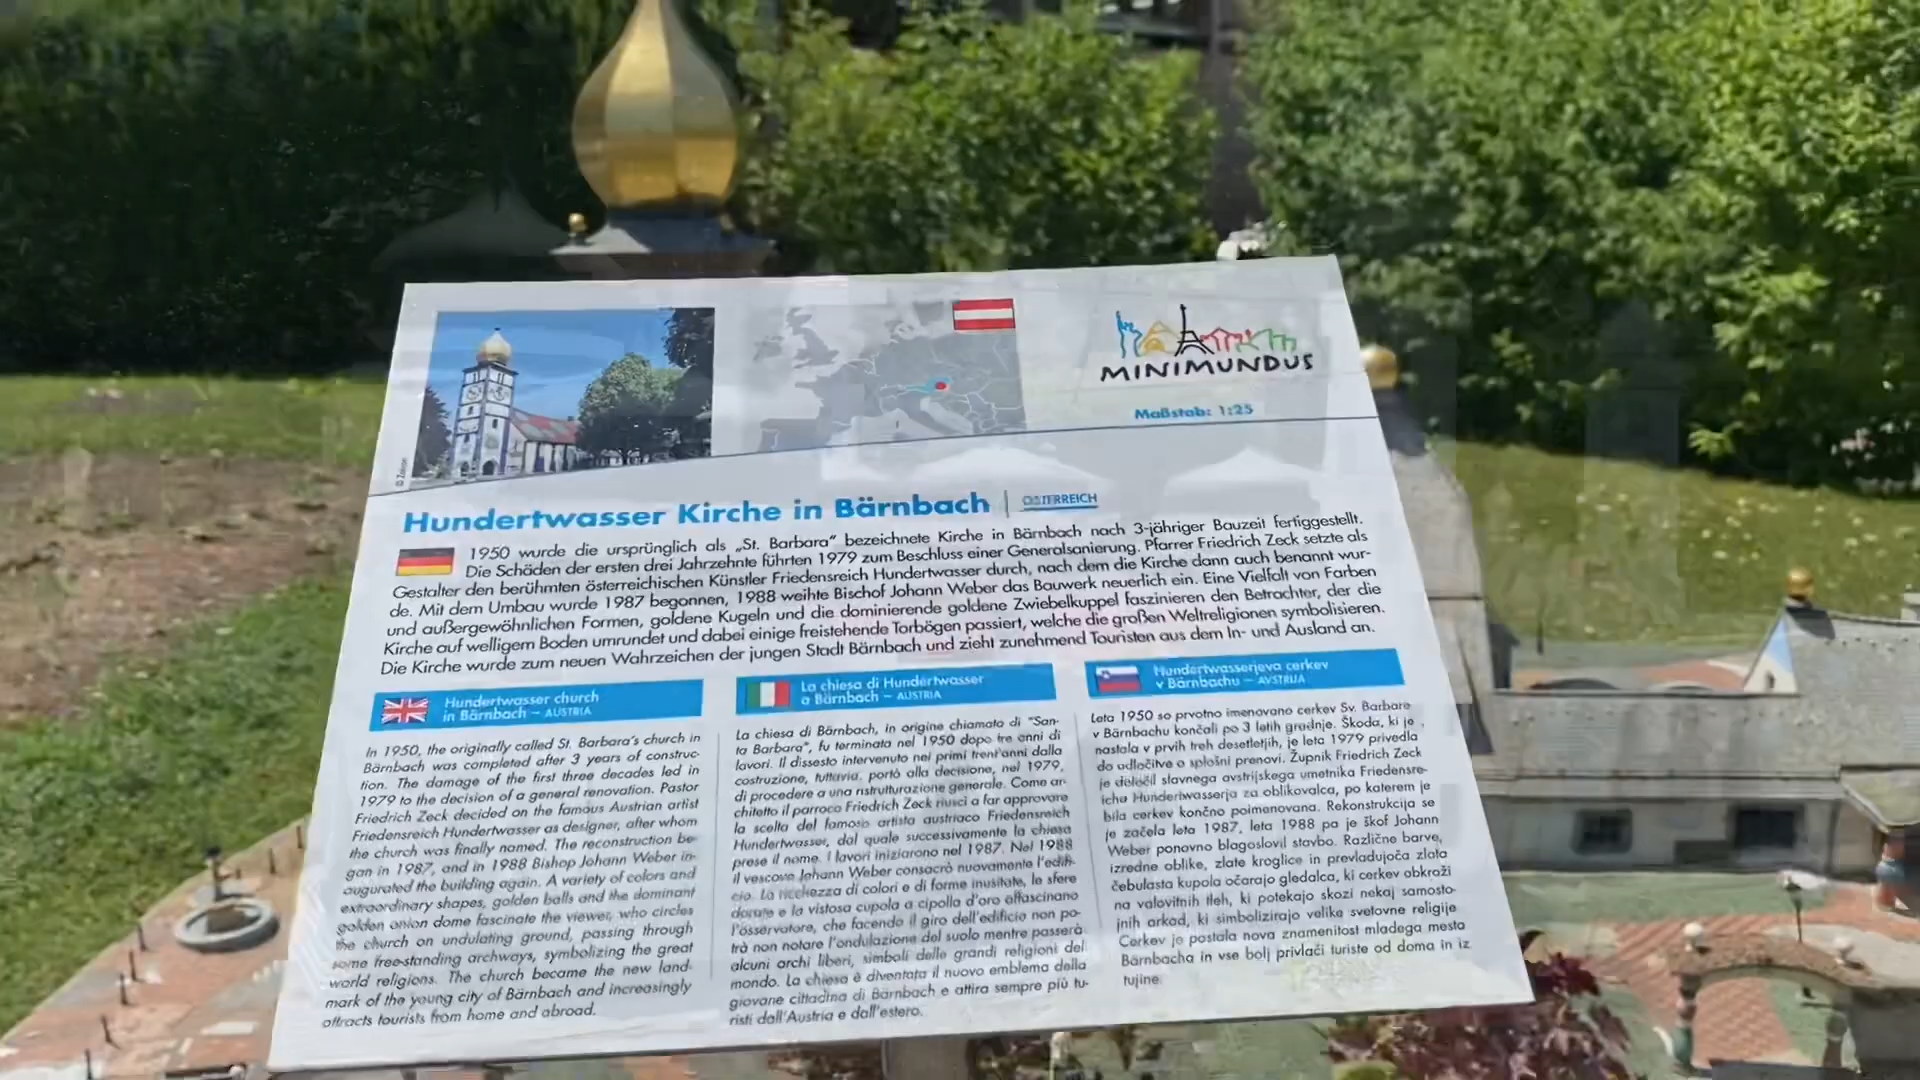 © Zeison
MINIMUNDUS
Maßstab: 1:25
Hundertwasser Kirche in Bärnbach | ÖSTERREICH
1950 wurde die ursprünglich als „St. Barbara“ bezeichnete Kirche in Bärnbach nach 3-jähriger Bauzeit fertiggestellt.
Die Schäden der ersten drei Jahrzehnte führten 1979 zum Beschluss einer Generalsanierung. Pfarrer Friedrich Zeck setzte als
Gestalter den berühmten österreichischen Künstler Friedensreich Hundertwasser durch, nach dem die Kirche dann auch benannt wur-
de. Mit dem Umbau wurde 1987 begonnen, 1988 weihte Bischof Johann Weber das Bauwerk neuerlich ein. Eine Vielfalt von Farben
und außergewöhnlichen Formen, goldene Kugeln und die dominierende goldene Zwiebelkuppel faszinieren den Betrachter, der die
Kirche auf welligem Boden umrundet und dabei einige freistehende Torbögen passiert, welche die großen Weltreligionen symbolisieren.
Die Kirche wurde zum neuen Wahrzeichen der jungen Stadt Bärnbach und zieht zunehmend Touristen aus dem In- und Ausland an.
Hundertwasser church
in Bärnbach – AUSTRIA
In 1950, the originally called St. Barbara's church in
Bärnbach was completed after 3 years of construc-
tion. The damage of the first three decades led in
1979 to the decision of a general renovation. Pastor
Friedrich Zeck decided on the famous Austrian artist
Friedensreich Hundertwasser as designer, after whom
the church was finally named. The reconstruction be-
gan in 1987, and in 1988 Bishop Johann Weber in-
augurated the building again. A variety of colors and
extraordinary shapes, golden balls and the dominant
golden onion dome fascinate the viewer, who circles
the church on undulating ground, passing through
some free-standing archways, symbolizing the great
world religions. The church became the new land-
mark of the young city of Bärnbach and increasingly
attracts tourists from home and abroad.
La chiesa di Hundertwasser
a Bärnbach – AUSTRIA
La chiesa di Bärnbach, in origine chiamata di "San-
ta Barbara", fu terminata nel 1950 dopo tre anni di
lavori. Il dissesto intervenuto nei primi trent'anni dalla
costruzione, tuttavia, portò alla decisione, nel 1979,
di procedere a una ristrutturazione generale. Come ar-
chitetto il parroco Friedrich Zeck riuscì a far approvare
la scelta del famoso artista austriaco Friedensreich
Hundertwasser, dal quale successivamente la chiesa
prese il nome. I lavori iniziarono nel 1987. Nel 1988
il vescovo Johann Weber consacrò nuovamente l'edifi-
cio. La ricchezza di colori e di forme inusitate, le sfere
dorate e la vistosa cupola a cipolla d'oro affascinano
l'osservatore, che facendo il giro dell'edificio non po-
trà non notare l'ondulazione del suolo mentre passerà
alcuni archi liberi, simboli delle grandi religioni del
mondo. La chiesa è diventata il nuovo emblema della
giovane cittadina di Bärnbach e attira sempre più tu-
risti dall'Austria e dall'estero.
Hundertwasserjeva cerkev
v Bärnbachu – AVSTRIJA
Leta 1950 so prvotno imenovano cerkev Sv. Barbare
v Bärnbachu končali po 3 letih gradnje. Škoda, ki je
nastala v prvih treh desetletjih, je leta 1979 privedla
do odločitve o splošni prenovi. Župnik Friedrich Zeck
je določil slavnega avstrijskega umetnika Friedensre-
icha Hundertwasserja za oblikovalca, po katerem je
bila cerkev končno poimenovana. Rekonstrukcija se
je začela leta 1987, leta 1988 pa je škof Johann
Weber ponovno blagoslovil stavbo. Različne barve,
izredne oblike, zlate kroglice in prevladujoča zlata
čebulasta kupola očarajo gledalca, ki cerkev obkroži
na valovitnih tleh, ki potekajo skozi nekaj samosto-
jnih arkad, ki simbolizirajo velike svetovne religije
Cerkev je postala nova znamenitost mladega mesta
Bärnbacha in vse bolj privlači turiste od doma in iz
tujine.